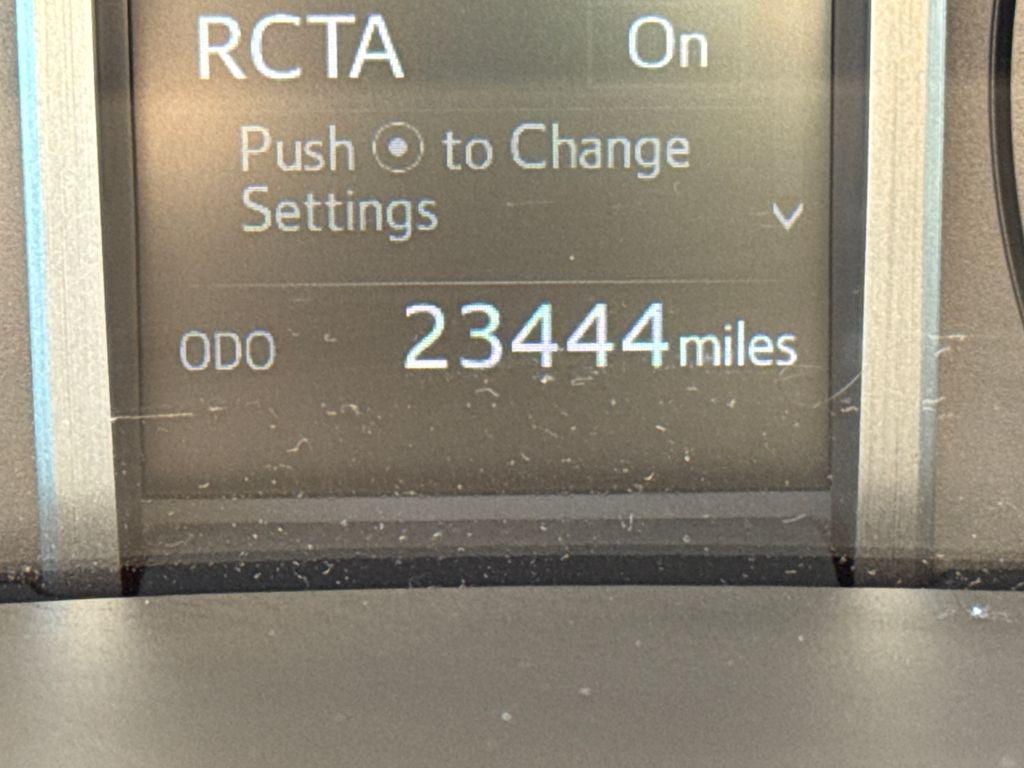 RCTA On
Push to Change
Settings
ODO 23444 miles